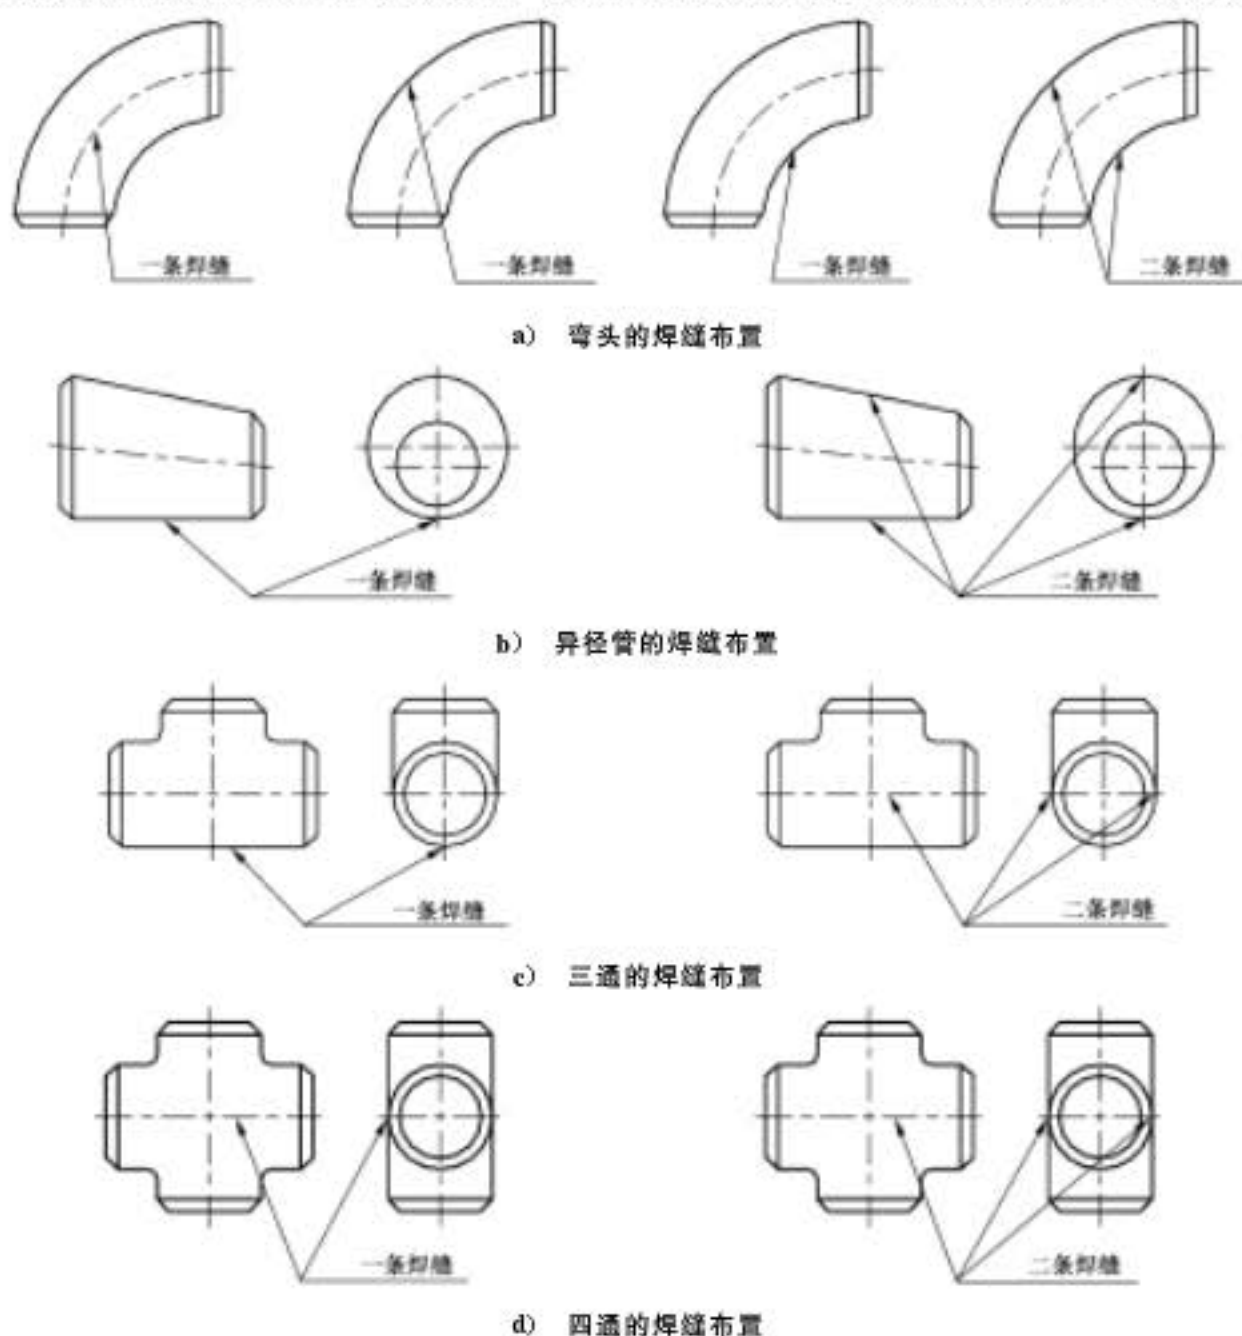 一条焊缝 一条焊缝 一条焊缝 二条焊缝
a) 弯头的焊缝布置
一条焊缝 二条焊缝
b) 异径管的焊缝布置
一条焊缝 二条焊缝
c) 三通的焊缝布置
一条焊缝 二条焊缝
d) 四通的焊缝布置